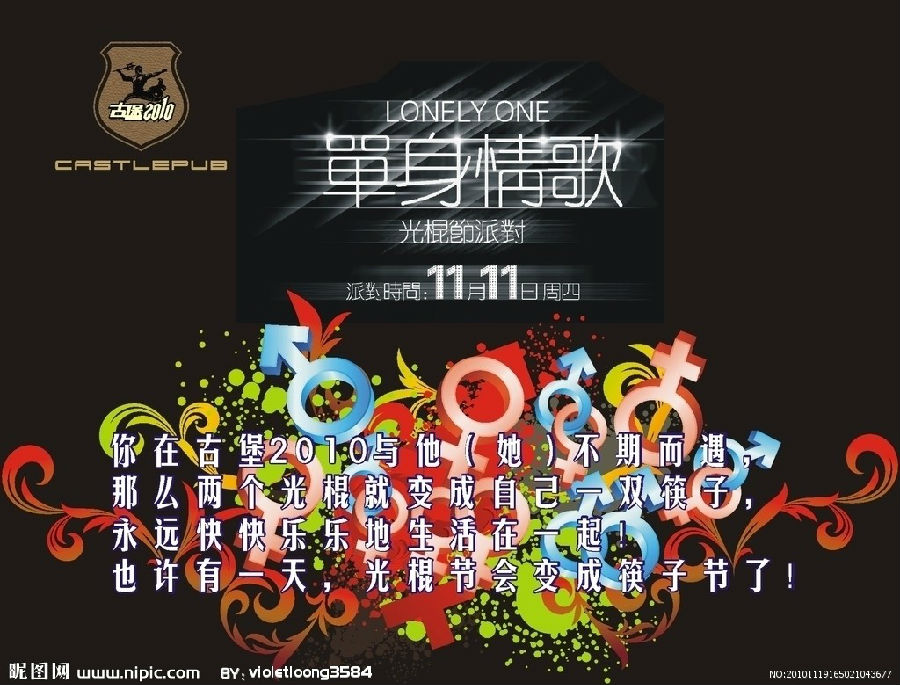 古堡2010
CASTLEPUB
LONELY ONE
單身情歌
光棍節派對
派對時間:11月11日周四
你在古堡2010与他(她)不期而遇,
那么两个光棍就变成自己一双筷子,
永远快快乐乐地生活在一起!
也许有一天,光棍节会变成筷子节了!
昵图网 www.nipic.com BY: violetloong3584
NO:20101119165021043677